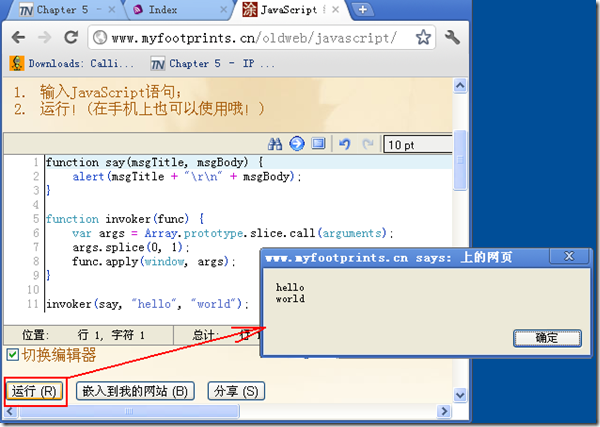 Chapter 5 -
Index
JavaScript
www.myfootprints.cn/oldweb/javascript/
Downloads: Calli...
Chapter 5 - IP ...
1. 输入JavaScript语句;
2. 运行! (在手机上也可以使用哦! )
10 pt
1 function say(msgTitle, msgBody) {
2 alert(msgTitle + "\r\n" + msgBody);
3 }
4
5 function invoker(func) {
6 var args = Array.prototype.slice.call(arguments);
7 args.splice(0, 1);
8 func.apply(window, args);
9 }
10
11 invoker(say, "hello", "world");
www.myfootprints.cn says: 上的网页
hello
world
确定
位置: 行 1, 字符 1
总计: 行 1
切换编辑器
运行 (R)
嵌入到我的网站 (B)
分享 (S)